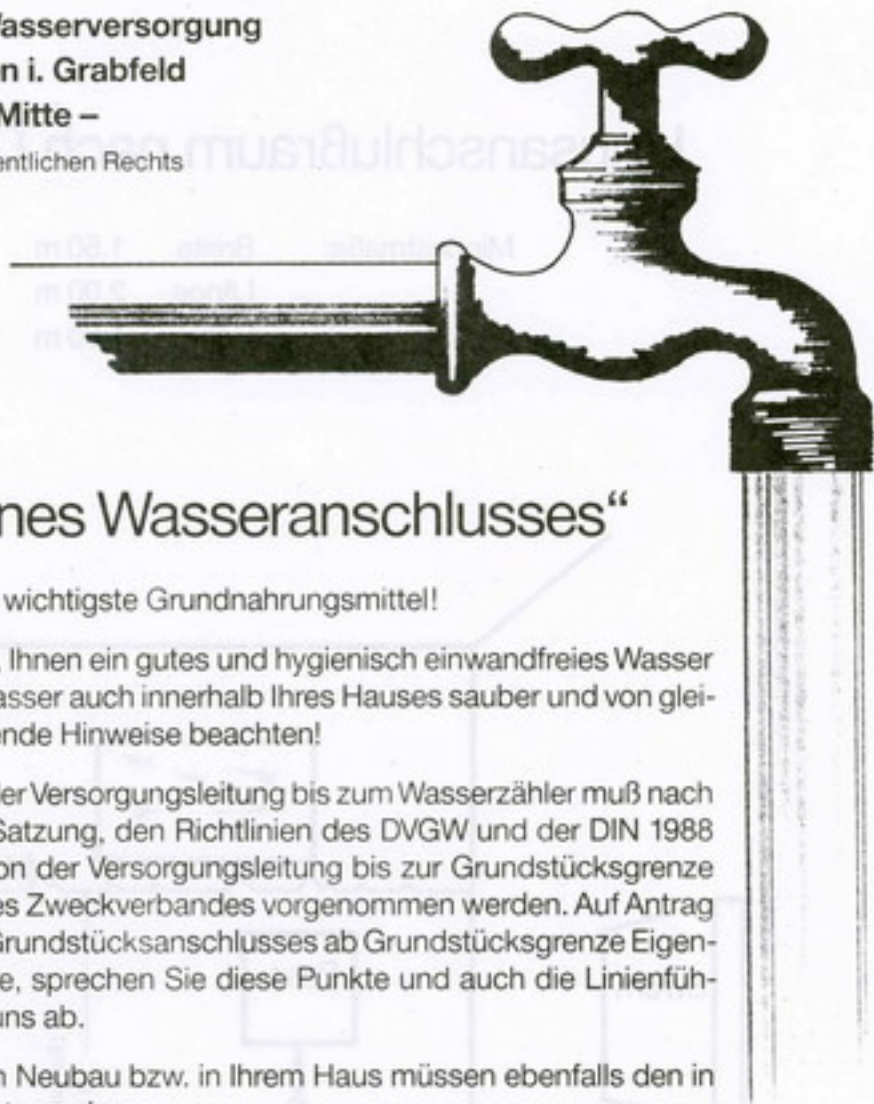 Wasserversorgung
n i. Grabfeld
Mitte –
entlichen Rechts
nes Wasseranschlusses“
wichtigste Grundnahrungsmittel!
, Ihnen ein gutes und hygienisch einwandfreies Wasser
asser auch innerhalb Ihres Hauses sauber und von glei-
ende Hinweise beachten!
der Versorgungsleitung bis zum Wasserzähler muß nach
Satzung, den Richtlinien des DVGW und der DIN 1988
on der Versorgungsleitung bis zur Grundstücksgrenze
es Zweckverbandes vorgenommen werden. Auf Antrag
Grundstücksanschlusses ab Grundstücksgrenze Eigen-
e, sprechen Sie diese Punkte und auch die Linienfüh-
uns ab.
n Neubau bzw. in Ihrem Haus müssen ebenfalls den in